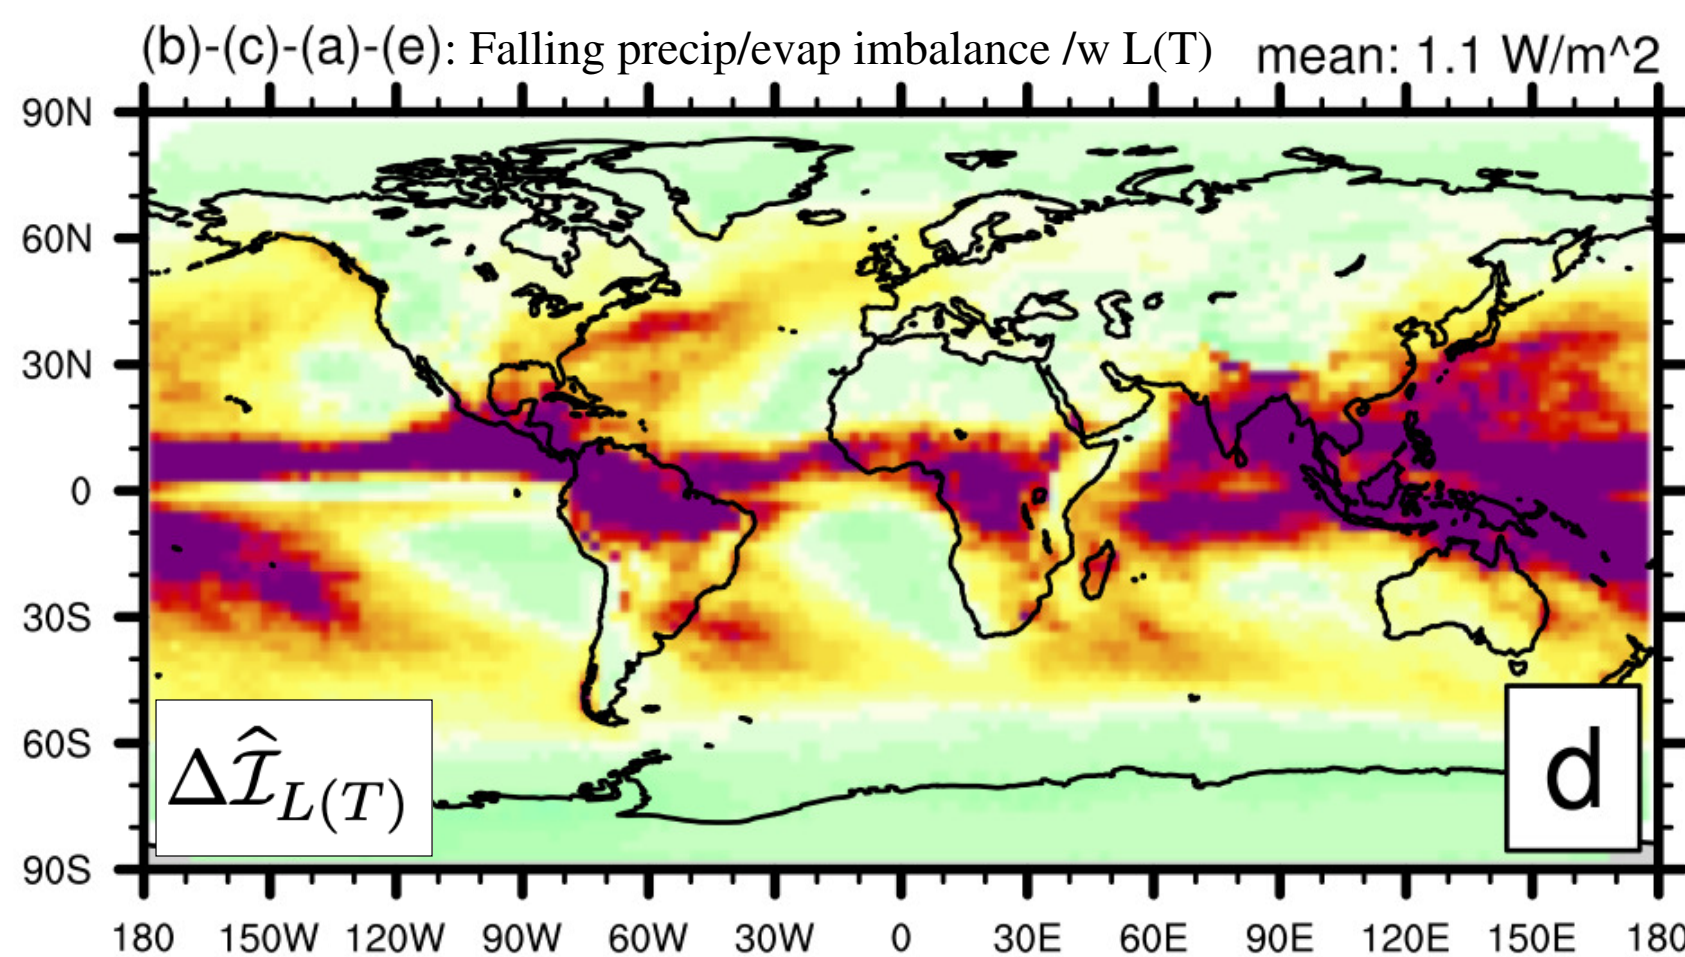 (b)-(c)-(a)-(e): Falling precip/evap imbalance /w L(T) mean: 1.1 W/m^2
90N
60N
30N
0
30S
60S
90S
Δ\widehat{ℐ}_{L(T)}
d
180 150W 120W 90W 60W 30W 0 30E 60E 90E 120E 150E 180